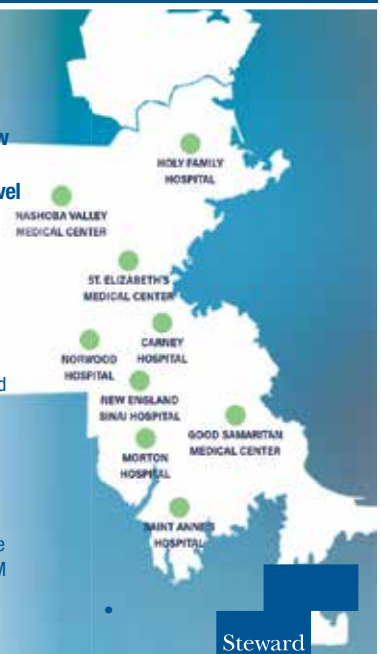 w
vel
d
e
M
HOLY FAMILY
HOSPITAL
NASHOBA VALLEY
MEDICAL CENTER
ST. ELIZABETH'S
MEDICAL CENTER
CARNEY
HOSPITAL
NORWOOD
HOSPITAL
NEW ENGLAND
SINAI HOSPITAL
GOOD SAMARITAN
MEDICAL CENTER
MORTON
HOSPITAL
SAINT ANNE'S
HOSPITAL
•
Steward